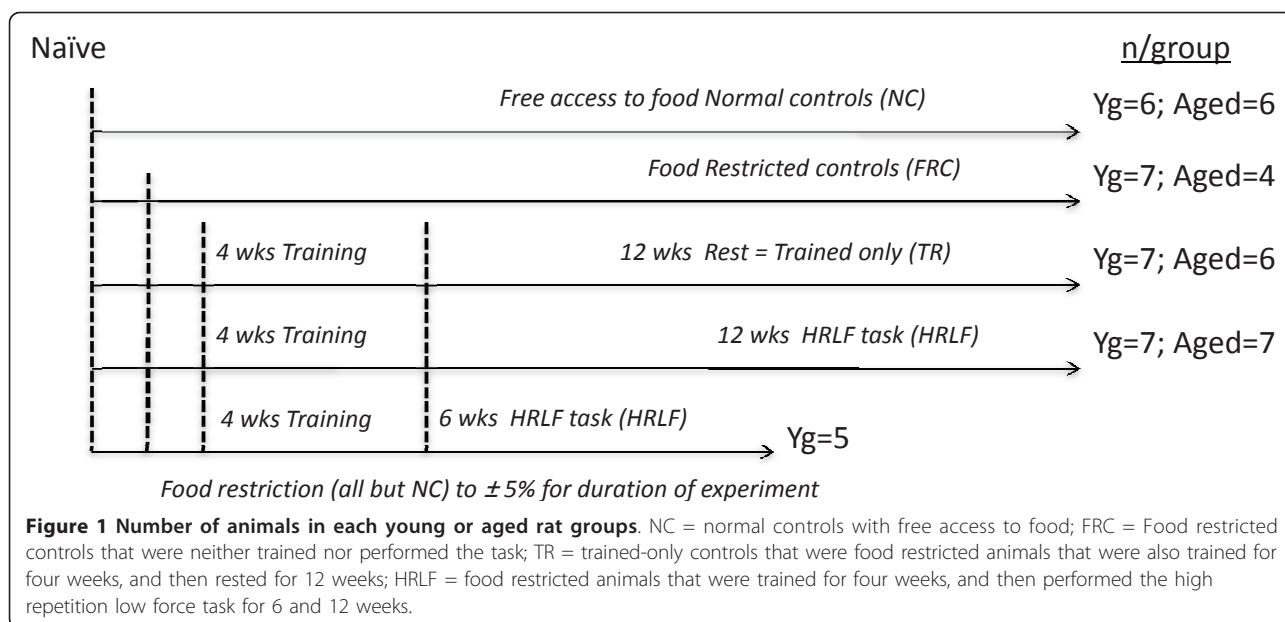 Naïve
n/group
Free access to food Normal controls (NC)
Yg=6; Aged=6
Food Restricted controls (FRC)
Yg=7; Aged=4
4 wks Training
12 wks Rest = Trained only (TR)
Yg=7; Aged=6
4 wks Training
12 wks HRLF task (HRLF)
Yg=7; Aged=7
4 wks Training
6 wks HRLF task (HRLF)
Yg=5
Food restriction (all but NC) to ±5% for duration of experiment
Figure 1 Number of animals in each young or aged rat groups. NC = normal controls with free access to food; FRC = Food restricted
controls that were neither trained nor performed the task; TR = trained-only controls that were food restricted animals that were also trained for
four weeks, and then rested for 12 weeks; HRLF = food restricted animals that were trained for four weeks, and then performed the high
repetition low force task for 6 and 12 weeks.